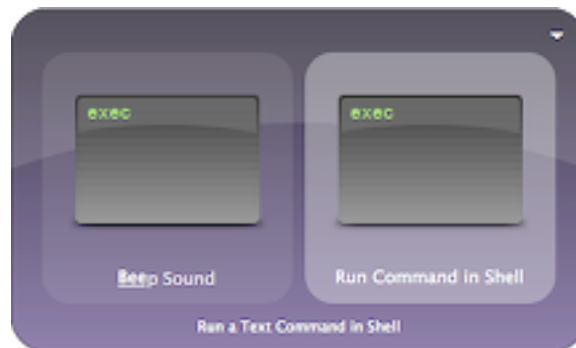 exec
exec
Beep Sound
Run Command in Shell
Run a Text Command in Shell